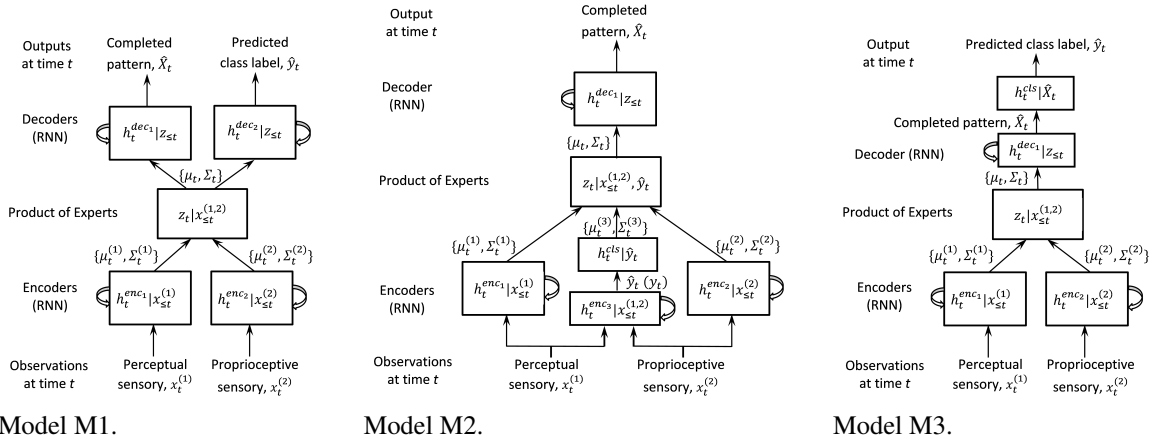 Outputs
at time t
Completed
pattern, X̂_t
Predicted
class label, ŷ_t
Decoders
(RNN)
h_t^{dec_1}|z_{≤t}
h_t^{dec_2}|z_{≤t}
{μ_t, Σ_t}
Product of Experts
z_t|x_{≤t}^{(1,2)}
{μ_t^{(1)}, Σ_t^{(1)}}
{μ_t^{(2)}, Σ_t^{(2)}}
Encoders
(RNN)
h_t^{enc_1}|x_{≤t}^{(1)}
h_t^{enc_2}|x_{≤t}^{(2)}
Observations
at time t
Perceptual
sensory, x_t^{(1)}
Proprioceptive
sensory, x_t^{(2)}
Model M1.
Output
at time t
Completed
pattern, X̂_t
Decoder
(RNN)
h_t^{dec_1}|z_{≤t}
{μ_t, Σ_t}
Product of Experts
z_t|x_{≤t}^{(1,2)}, ŷ_t
{μ_t^{(1)}, Σ_t^{(1)}}
{μ_t^{(3)}, Σ_t^{(3)}}
{μ_t^{(2)}, Σ_t^{(2)}}
h_t^{cls}|ŷ_t
ŷ_t (y_t)
Encoders
(RNN)
h_t^{enc_1}|x_{≤t}^{(1)}
h_t^{enc_3}|x_{≤t}^{(1,2)}
h_t^{enc_2}|x_{≤t}^{(2)}
Observations
at time t
Perceptual
sensory, x_t^{(1)}
Proprioceptive
sensory, x_t^{(2)}
Model M2.
Output
at time t
Predicted class label, ŷ_t
h_t^{cls}|X̂_t
Completed pattern, X̂_t
Decoder (RNN)
h_t^{dec_1}|z_{≤t}
{μ_t, Σ_t}
Product of Experts
z_t|x_{≤t}^{(1,2)}
{μ_t^{(1)}, Σ_t^{(1)}}
{μ_t^{(2)}, Σ_t^{(2)}}
Encoders
(RNN)
h_t^{enc_1}|x_{≤t}^{(1)}
h_t^{enc_2}|x_{≤t}^{(2)}
Observations
at time t
Perceptual
sensory, x_t^{(1)}
Proprioceptive
sensory, x_t^{(2)}
Model M3.